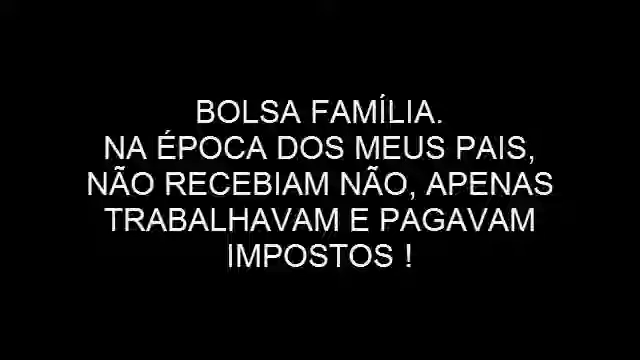 BOLSA FAMÍLIA.
NA ÉPOCA DOS MEUS PAIS,
NÃO RECEBIAM NÃO, APENAS
TRABALHAVAM E PAGAVAM
IMPOSTOS !